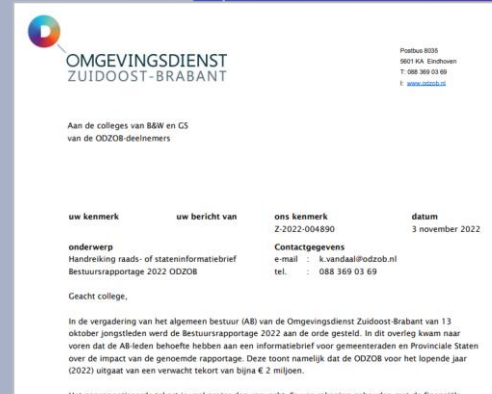 OMGEVINGSDIENST
ZUIDOOST-BRABANT
Postbus 8035
5601 KA Eindhoven
T: 088 369 03 69
I: www.odzob.nl
Aan de colleges van B&W en GS
van de ODZOB-deelnemers
uw kenmerk uw bericht van ons kenmerk datum
Z-2022-004890 3 november 2022
onderwerp Contactgegevens
Handreiking raads- of stateninformatiebrief e-mail : k.vandaal@odzob.nl
Bestuursrapportage 2022 ODZOB tel. : 088 369 03 69
Geacht college,
In de vergadering van het algemeen bestuur (AB) van de Omgevingsdienst Zuidoost-Brabant van 13
oktober jongstleden werd de Bestuursrapportage 2022 aan de orde gesteld. In dit overleg kwam naar
voren dat de AB-leden behoefte hebben aan een informatiebrief voor gemeenteraden en Provinciale Staten
over de impact van de genoemde rapportage. Deze toont namelijk dat de ODZOB voor het lopende jaar
(2022) uitgaat van een verwacht tekort van bijna € 2 miljoen.